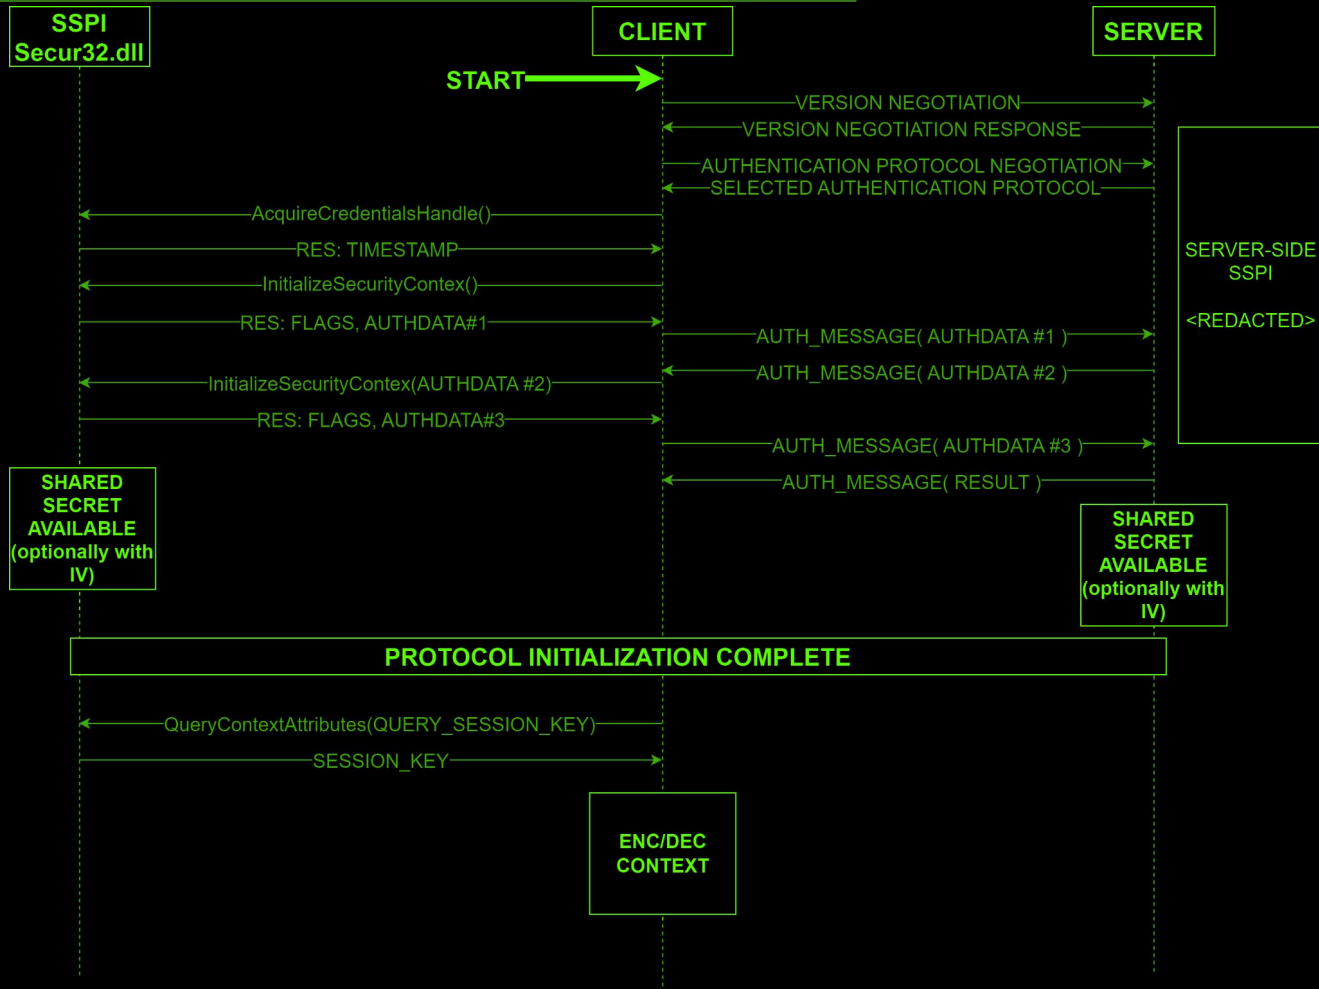 SSPI
Secur32.dll
CLIENT
SERVER
START
VERSION NEGOTIATION
VERSION NEGOTIATION RESPONSE
AUTHENTICATION PROTOCOL NEGOTIATION
SELECTED AUTHENTICATION PROTOCOL
AcquireCredentialsHandle()
RES: TIMESTAMP
SERVER-SIDE
SSPI
<REDACTED>
InitializeSecurityContex()
RES: FLAGS, AUTHDATA#1
AUTH_MESSAGE( AUTHDATA #1 )
AUTH_MESSAGE( AUTHDATA #2 )
InitializeSecurityContex(AUTHDATA #2)
RES: FLAGS, AUTHDATA#3
AUTH_MESSAGE( AUTHDATA #3 )
AUTH_MESSAGE( RESULT )
SHARED
SECRET
AVAILABLE
(optionally with
IV)
SHARED
SECRET
AVAILABLE
(optionally with
IV)
PROTOCOL INITIALIZATION COMPLETE
QueryContextAttributes(QUERY_SESSION_KEY)
SESSION_KEY
ENC/DEC
CONTEXT